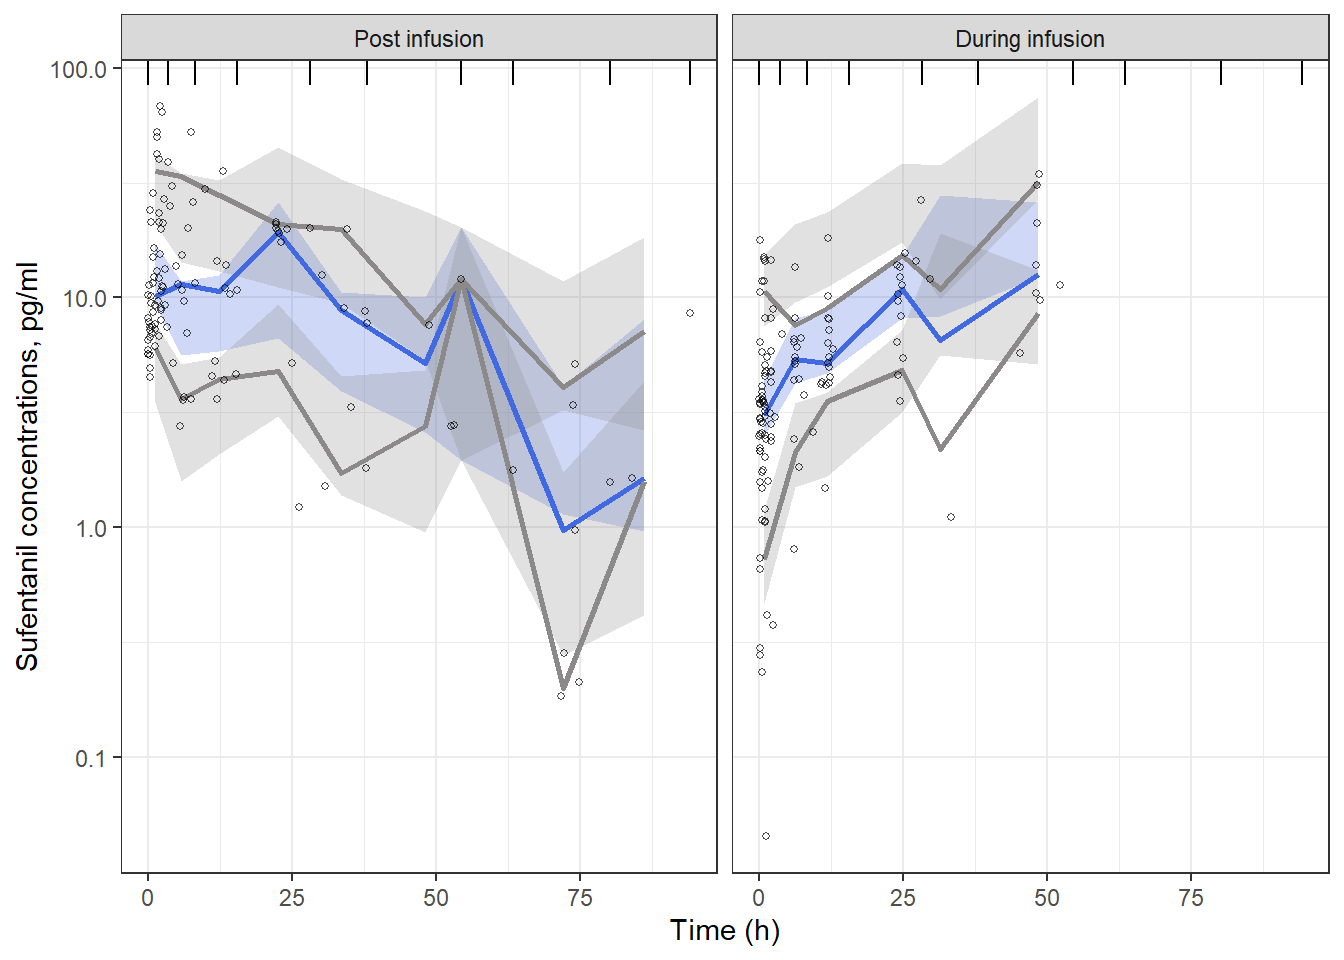 Post infusion
During infusion
Sufentanil concentrations, pg/ml
100.0
10.0
1.0
0.1
0 25 50 75
0 25 50 75
Time (h)